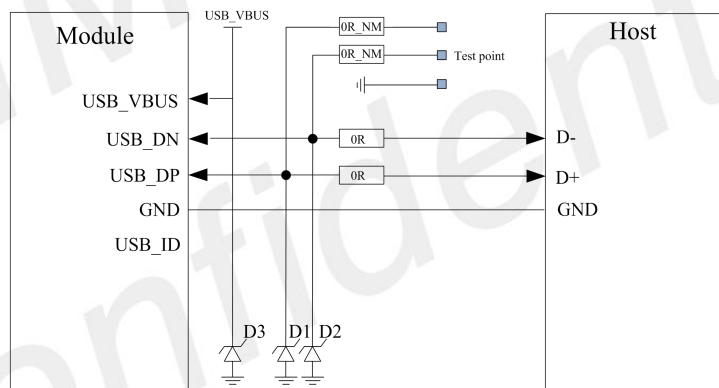 USB_VBUS
Module
Host
0R_NM
0R_NM
Test point
USB_VBUS
USB_DN
0R
D-
USB_DP
0R
D+
GND
GND
USB_ID
D3
D1
D2